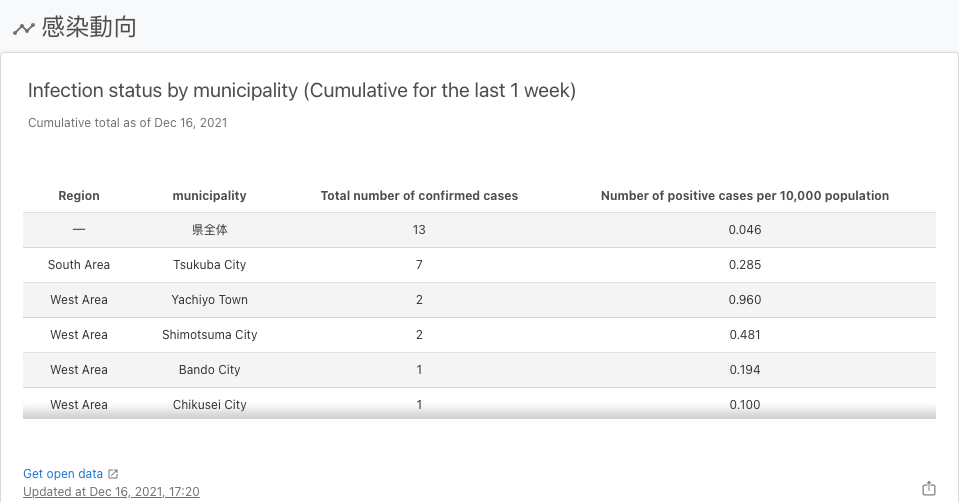 感染動向
Infection status by municipality (Cumulative for the last 1 week)
Cumulative total as of Dec 16, 2021
Region municipality Total number of confirmed cases Number of positive cases per 10,000 population
— 県全体 13 0.046
South Area Tsukuba City 7 0.285
West Area Yachiyo Town 2 0.960
West Area Shimotsuma City 2 0.481
West Area Bando City 1 0.194
West Area Chikusei City 1 0.100
Get open data
Updated at Dec 16, 2021, 17:20